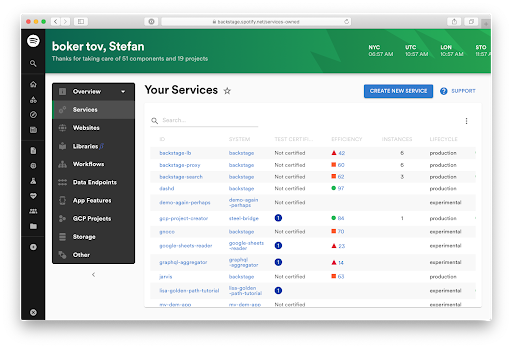 backstage.spotify.net/services-owned
boker tov, Stefan
Thanks for taking care of 51 components and 19 projects
NYC UTC LON STO
06:57 AM 10:57 AM 10:57 AM 11:57
Overview
Services
Websites
Libraries
Workflows
Data Endpoints
App Features
GCP Projects
Storage
Other
Your Services
CREATE NEW SERVICE
SUPPORT
Search...
ID SYSTEM TEST CERTIFI... EFFICIENCY INSTANCES LIFECYCLE
backstage-lb backstage Not certified 42 6 production
backstage-proxy backstage Not certified 60 6 production
backstage-search backstage Not certified 62 3 production
dashd backstage Not certified 97 production
demo-again-perhaps demo-again-perhaps Not certified experimental
gcp-project-creator steel-bridge 1 84 1 production
gnoco backstage Not certified 70 experimental
google-sheets-reader google-sheets-reader 1 23 experimental
graphql-aggregator graphql-aggregator 1 14 experimental
jarvis backstage Not certified 63 production
lisa-golden-path-tutorial lisa-golden-path-tutorial 1 experimental
mv-dem-app mv-dem-app Not certified experimental